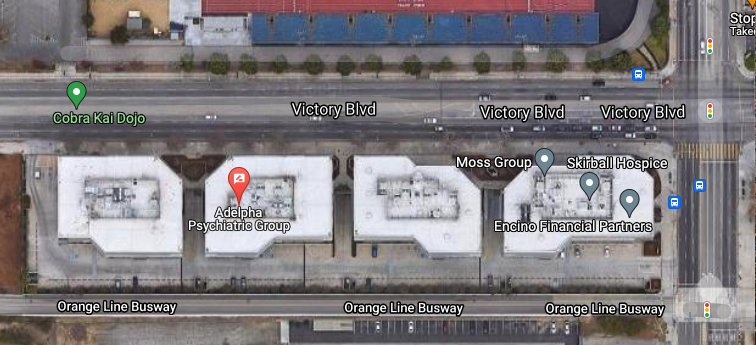 Stop
Takeo
Victory Blvd
Victory Blvd
Victory Blvd
Cobra Kai Dojo
Moss Group
Skirball Hospice
Adelpha
Psychiatric Group
Encino Financial Partners
Orange Line Busway
Orange Line Busway
Orange Line Busway